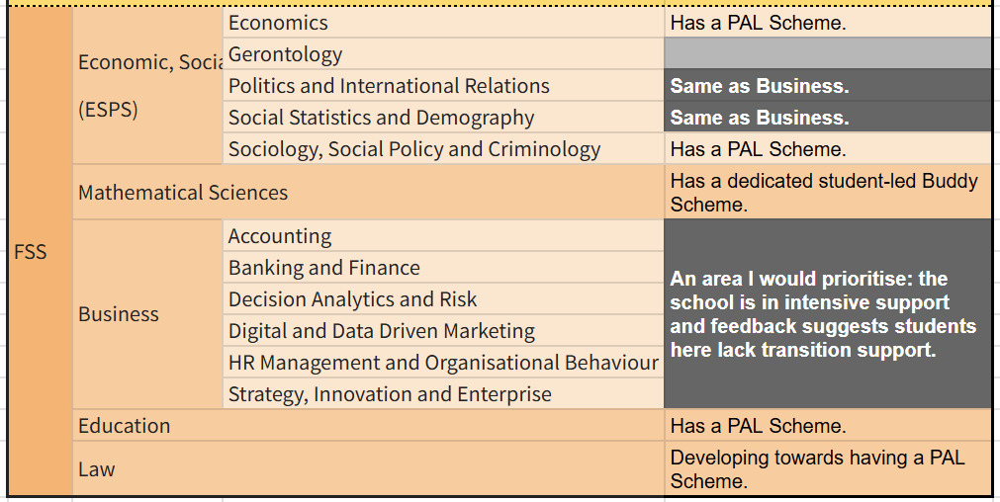 Economics
Has a PAL Scheme.
Economic, Socia
(ESPS)
Gerontology
Politics and International Relations
Same as Business.
Social Statistics and Demography
Same as Business.
Sociology, Social Policy and Criminology
Has a PAL Scheme.
Mathematical Sciences
Has a dedicated student-led Buddy
Scheme.
FSS
Business
Accounting
Banking and Finance
Decision Analytics and Risk
Digital and Data Driven Marketing
HR Management and Organisational Behaviour
Strategy, Innovation and Enterprise
An area I would prioritise: the
school is in intensive support
and feedback suggests students
here lack transition support.
Education
Has a PAL Scheme.
Law
Developing towards having a PAL
Scheme.